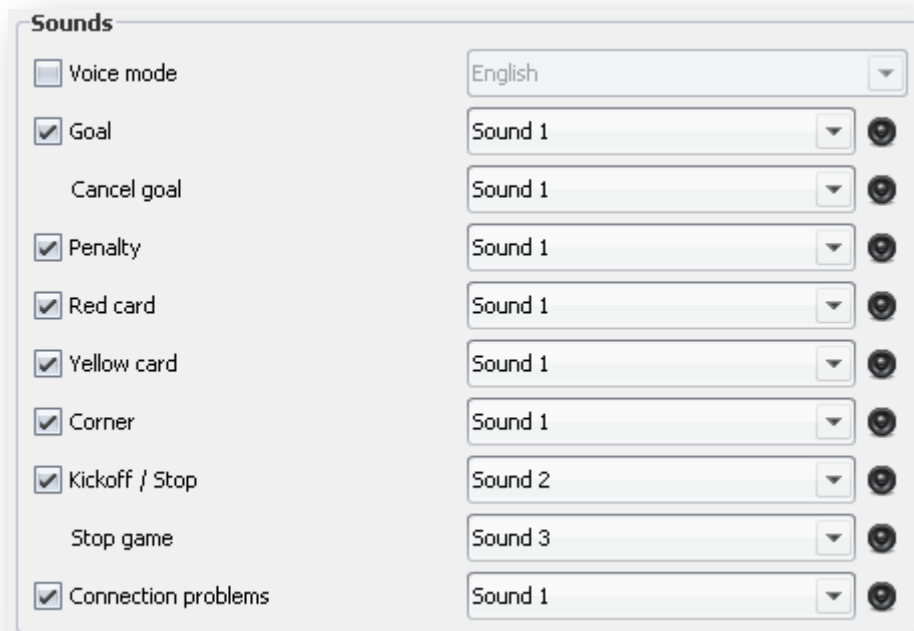 Sounds
Voice mode English
Goal Sound 1
Cancel goal Sound 1
Penalty Sound 1
Red card Sound 1
Yellow card Sound 1
Corner Sound 1
Kickoff / Stop Sound 2
Stop game Sound 3
Connection problems Sound 1